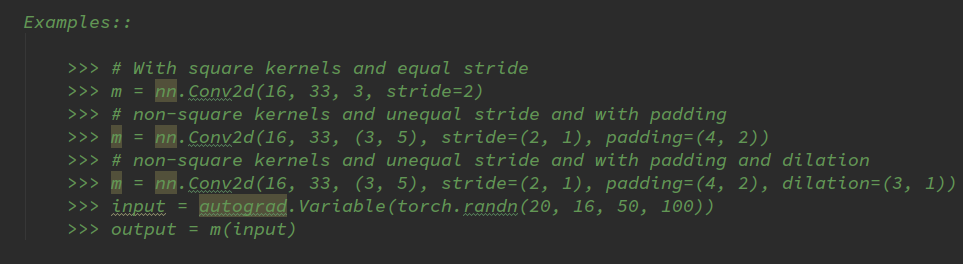 Examples::
>>> # With square kernels and equal stride
>>> m = nn.Conv2d(16, 33, 3, stride=2)
>>> # non-square kernels and unequal stride and with padding
>>> m = nn.Conv2d(16, 33, (3, 5), stride=(2, 1), padding=(4, 2))
>>> # non-square kernels and unequal stride and with padding and dilation
>>> m = nn.Conv2d(16, 33, (3, 5), stride=(2, 1), padding=(4, 2), dilation=(3, 1))
>>> input = autograd.Variable(torch.randn(20, 16, 50, 100))
>>> output = m(input)